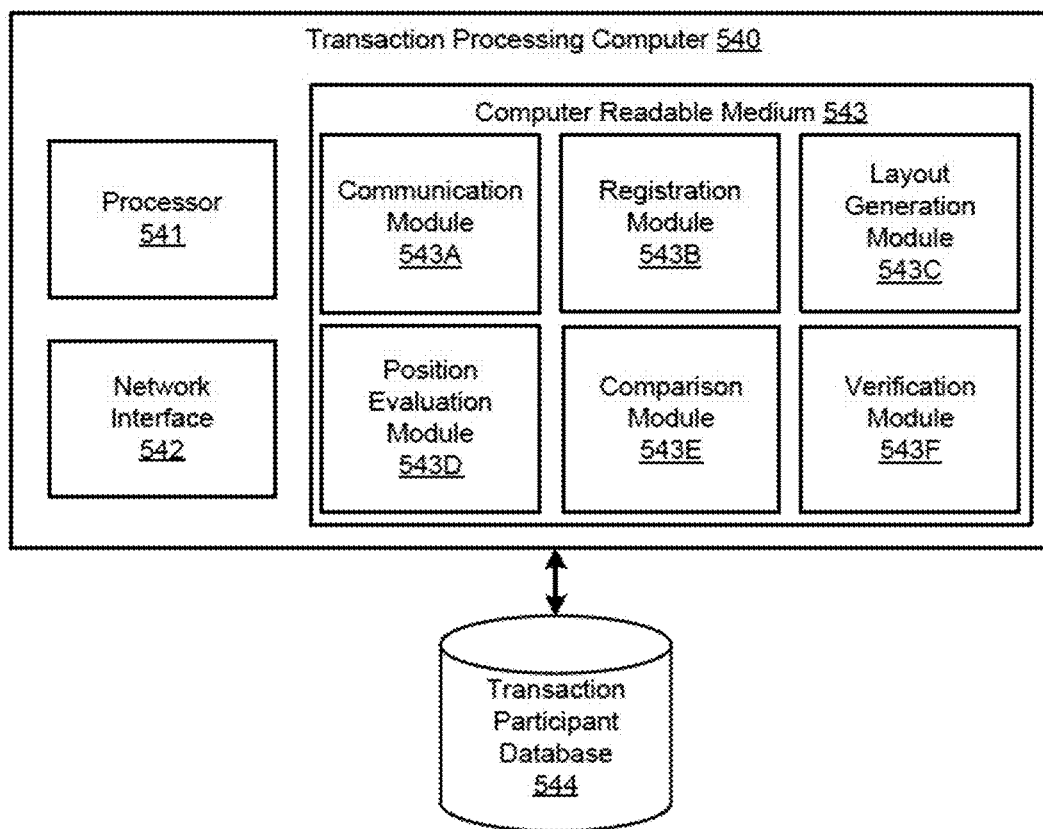 Transaction Processing Computer 540
Computer Readable Medium 543
Processor
541
Network
Interface
542
Communication
Module
543A
Registration
Module
543B
Layout
Generation
Module
543C
Position
Evaluation
Module
543D
Comparison
Module
543E
Verification
Module
543F
Transaction
Participant
Database
544